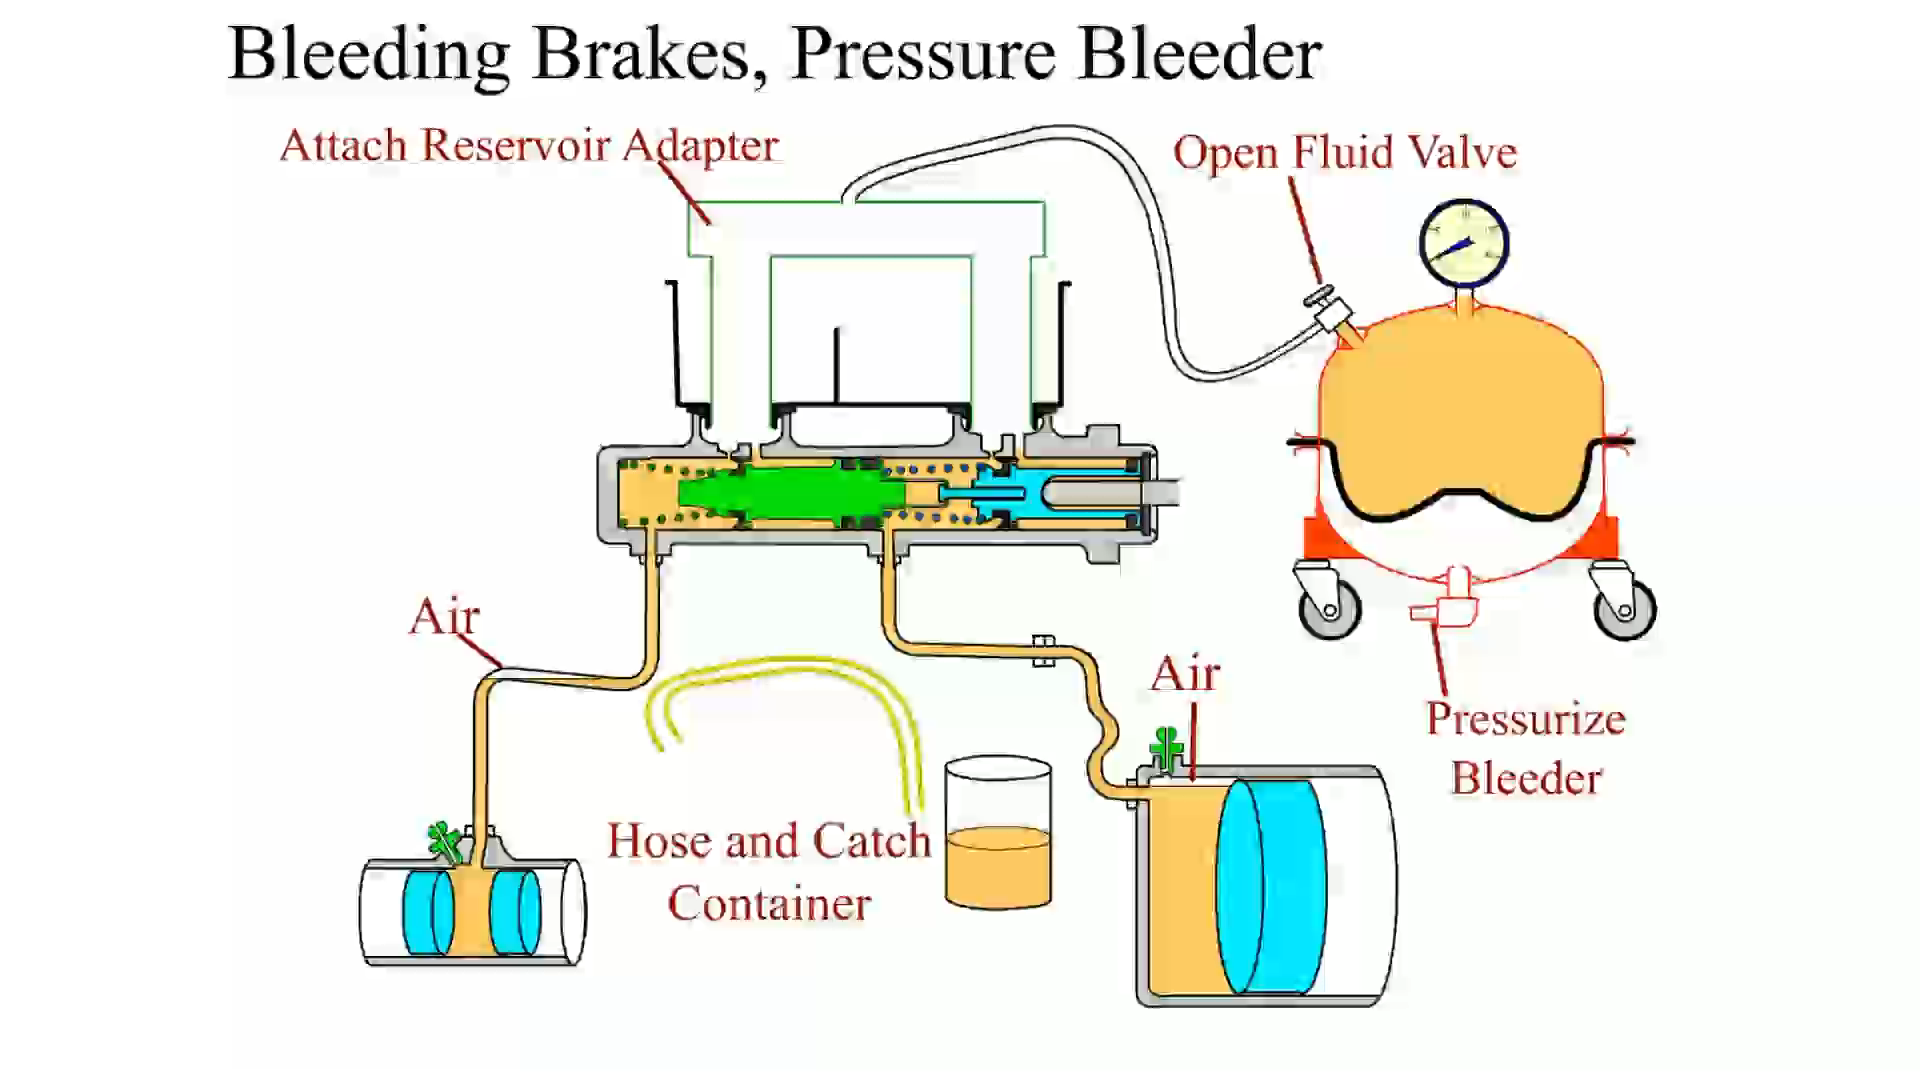 Bleeding Brakes, Pressure Bleeder
Attach Reservoir Adapter
Open Fluid Valve
Air
Air
Pressurize
Bleeder
Hose and Catch
Container